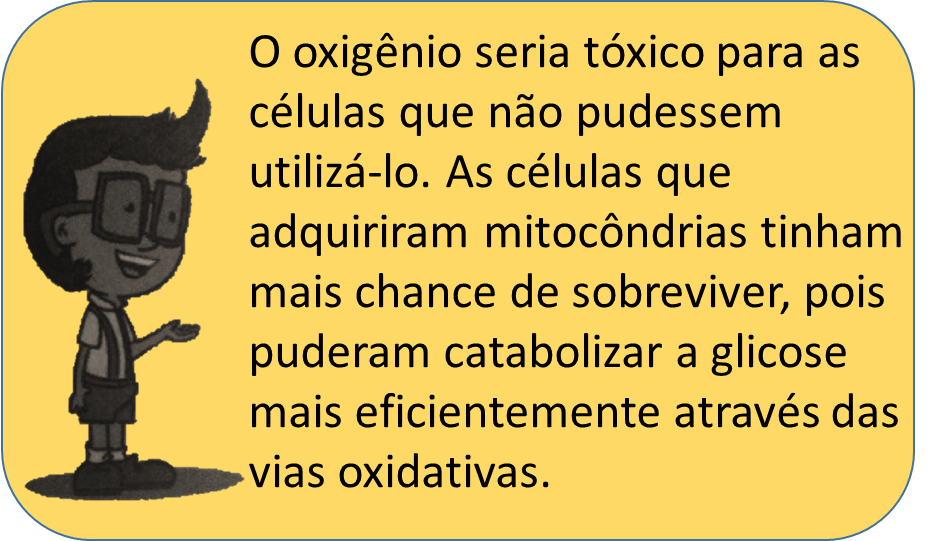 O oxigênio seria tóxico para as
células que não pudessem
utilizá-lo. As células que
adquiriram mitocôndrias tinham
mais chance de sobreviver, pois
puderam catabolizar a glicose
mais eficientemente através das
vias oxidativas.